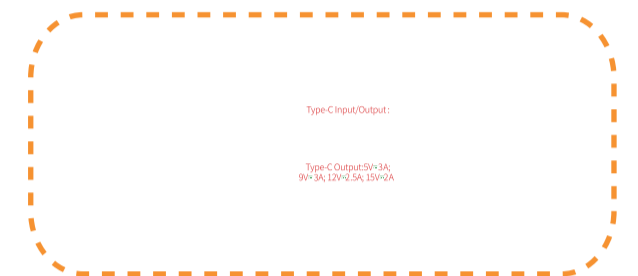 Type-C Input/Output :
Type-C Output:5V⎓3A;
9V⎓3A; 12V⎓2.5A; 15V⎓2A